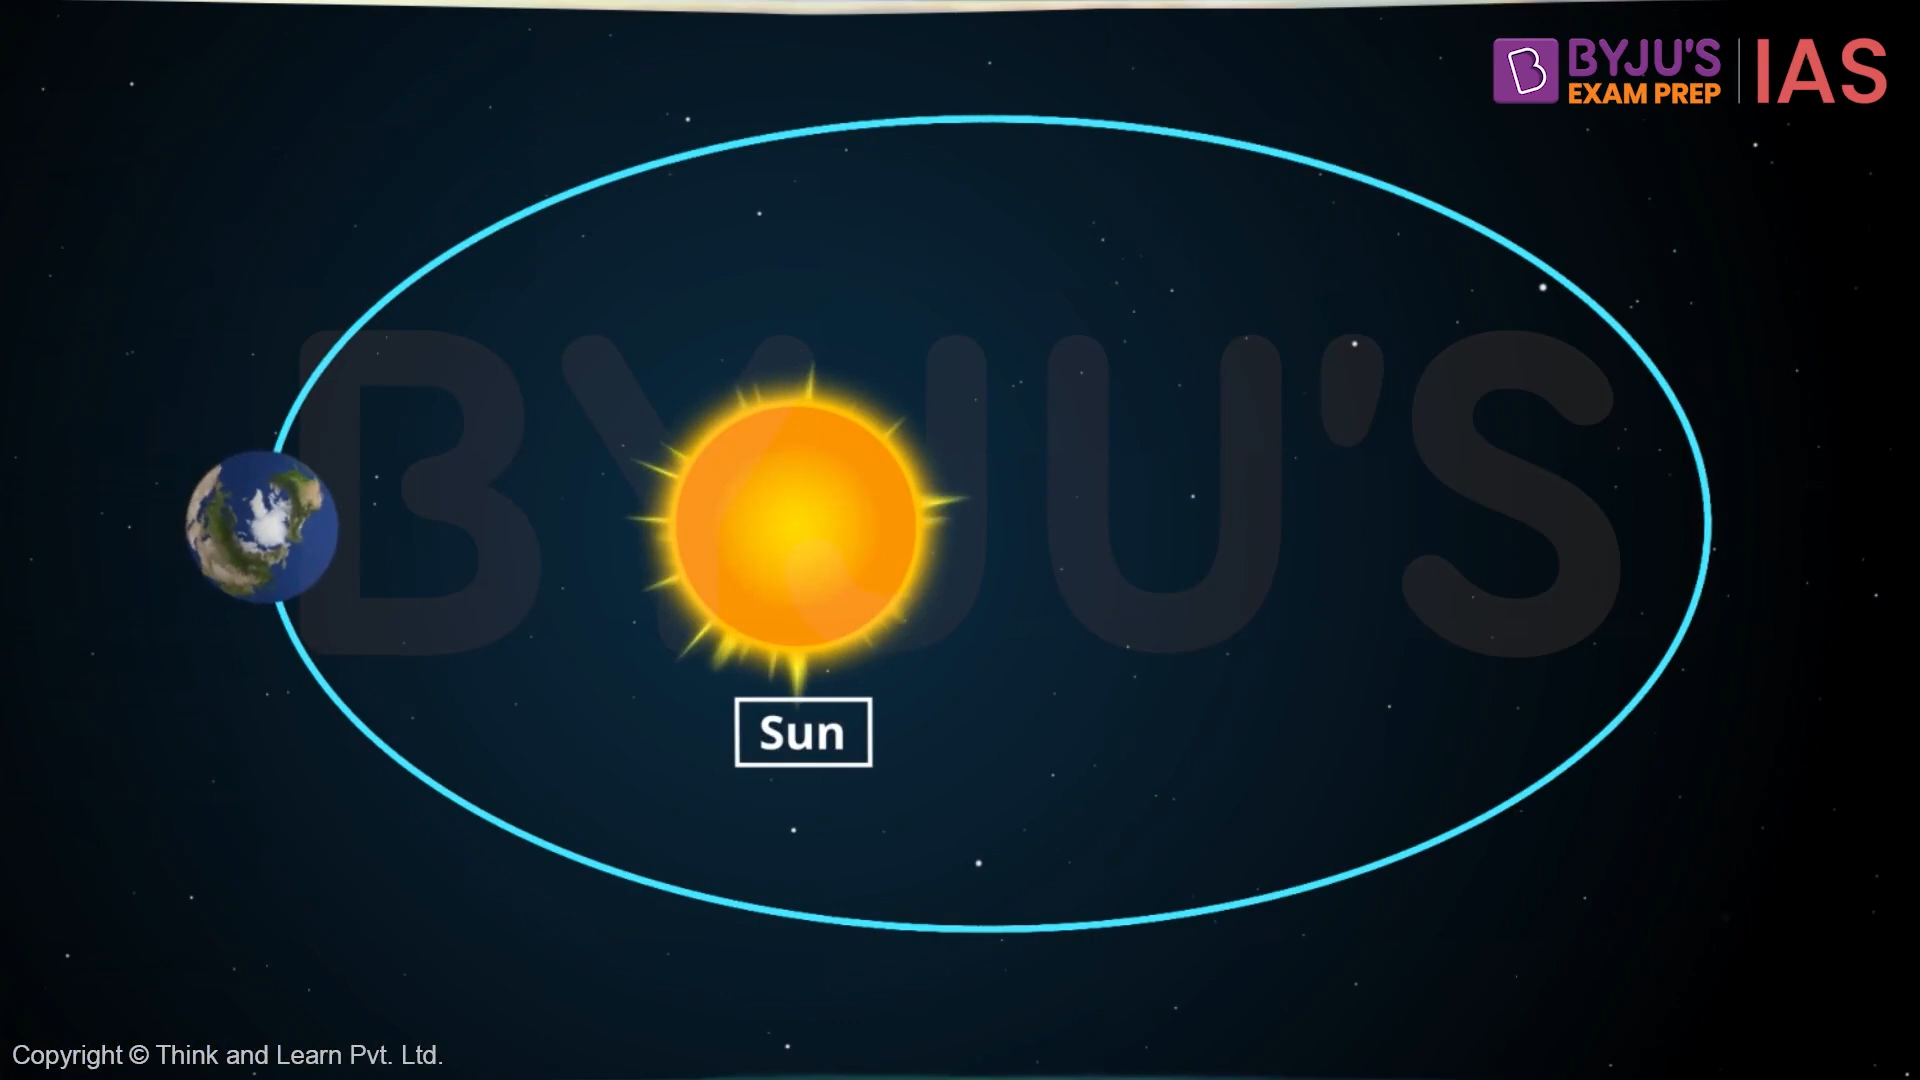 BYJU'S
EXAM PREP
IAS
BYJU'S
Sun
Copyright © Think and Learn Pvt. Ltd.